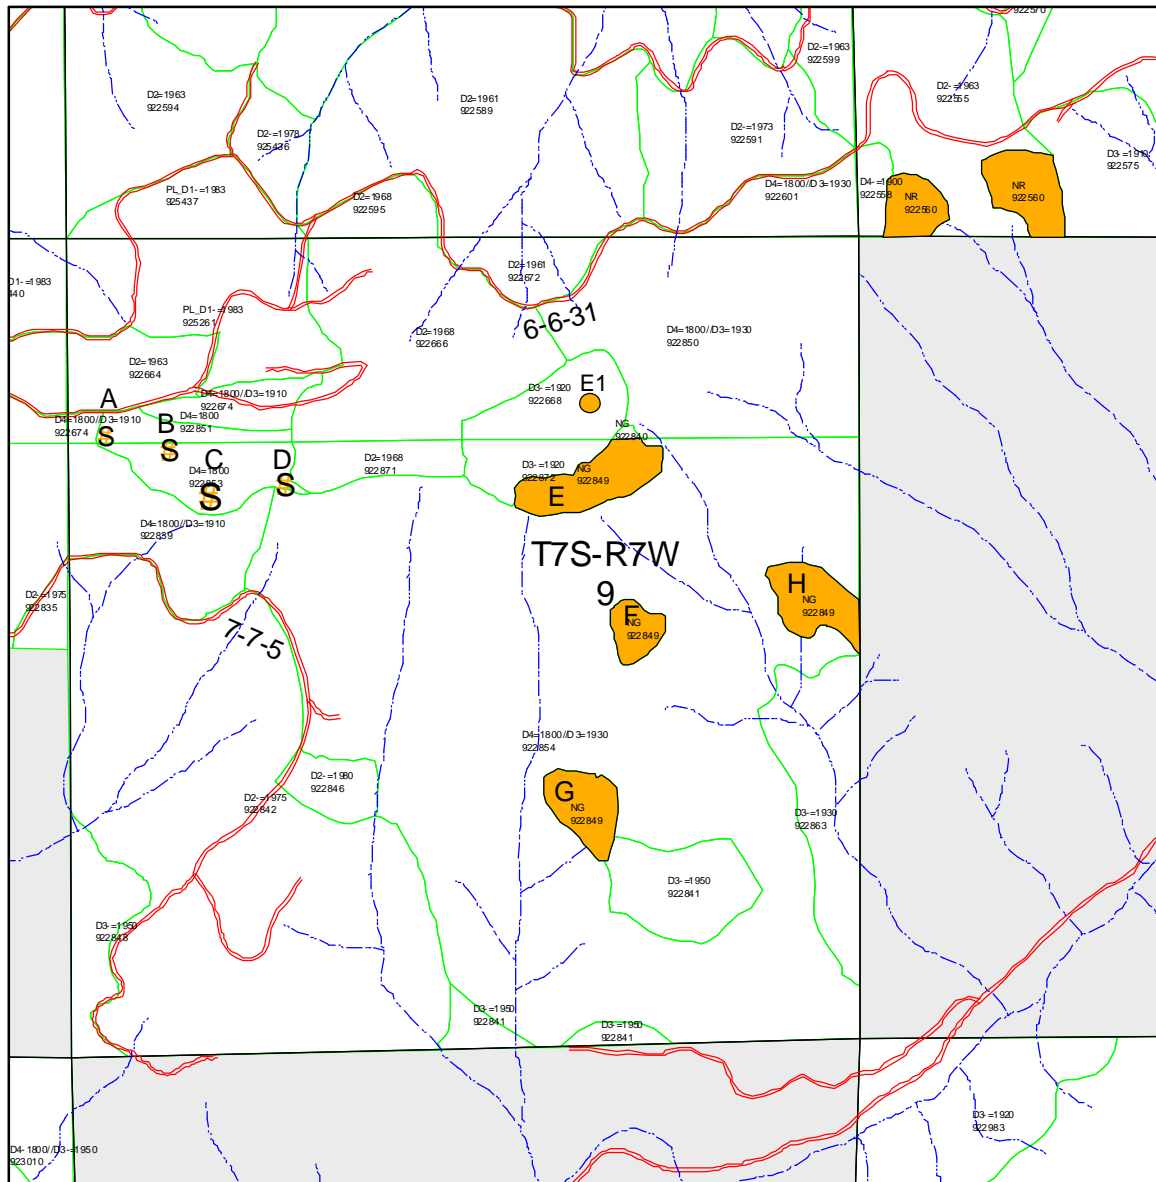 922570
D2-=1963
922599
D2=1963
922594
D2=1961
922589
D2-=1963
922555
D2-=1978
925436
D2-=1973
922591
D3-=1910
922575
PL_D1-=1983
925437
D2=1968
922595
D4=1800//D3=1930
922601
D4-=1900
922558
NR
922560
NR
922560
D1-=1983
440
D2=1961
922672
PL_D1-=1983
925261
6-6-31
D2=1968
922666
D4=1800//D3=1930
922850
D2=1963
922664
D3-=1920
922668
E1
D4=1800//D3=1910
922674
A
D4=1800//D3=1910
922674
S
B
D4=1800
922851
S
NG
922840
C
D4=1800
922853
S
D
S
D2=1968
922871
D3-=1920
922872
NG
922849
E
D4=1800//D3=1910
922839
T7S-R7W
9
D2-=1975
922835
7-7-5
F
NG
922849
H
NG
922849
D4=1800//D3=1930
922854
D2-=1980
922846
D2-=1975
922842
G
NG
922849
D3-=1930
922863
D3-=1950
922841
D3-=1950
922848
D3-=1950
922841
D3-=1950
922841
D3-=1920
922983
D4-1800//D3-=1950
923010